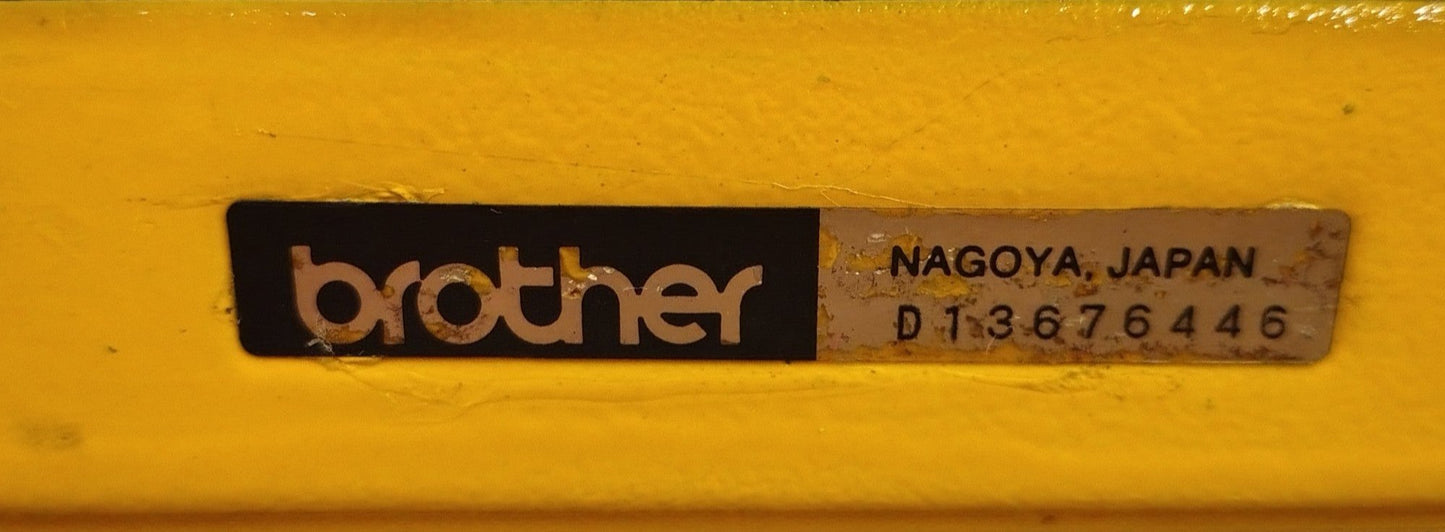 brother
NAGOYA, JAPAN
D13676446